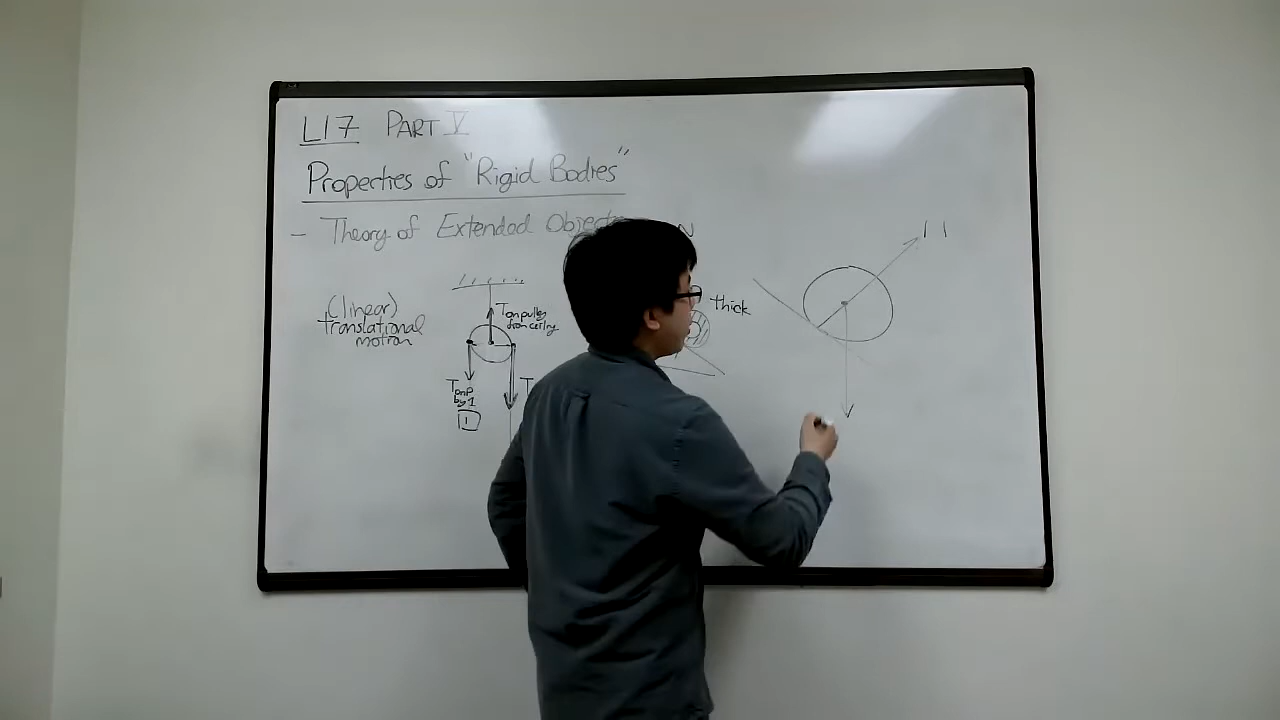 L17 PART V
Properties of "Rigid Bodies"
- Theory of Extended Objects
N
(linear)
translational
motion
T on pulley
from ceiling
thick
T on P
by 1
T
1